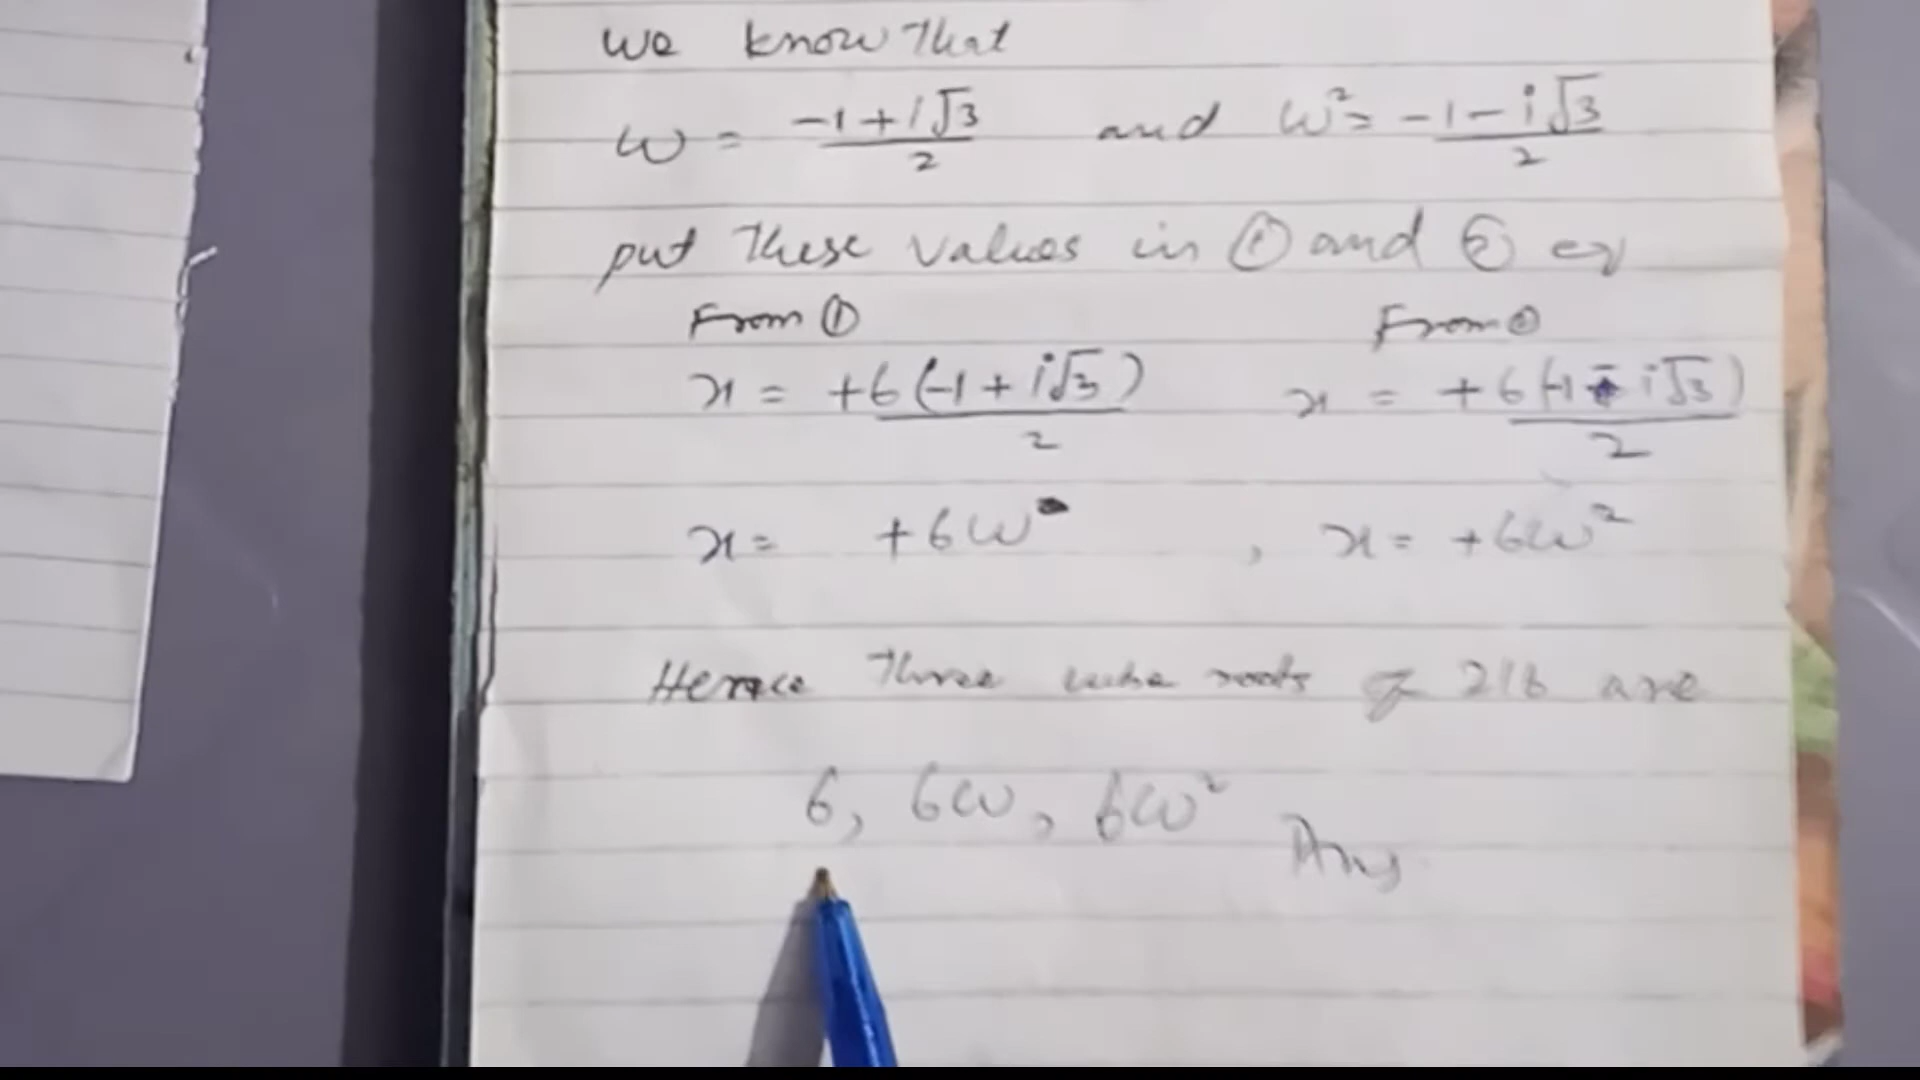 we know that
ω = -1+i√3/2 and ω² = -1-i√3/2
put these values in ① and ② eq
From ① From ②
x = +6(-1+i√3)/2 x = +6(-1-i√3)/2
x = +6ω , x = +6ω²
Hence three cube roots of 216 are
6, 6ω, 6ω² Ans